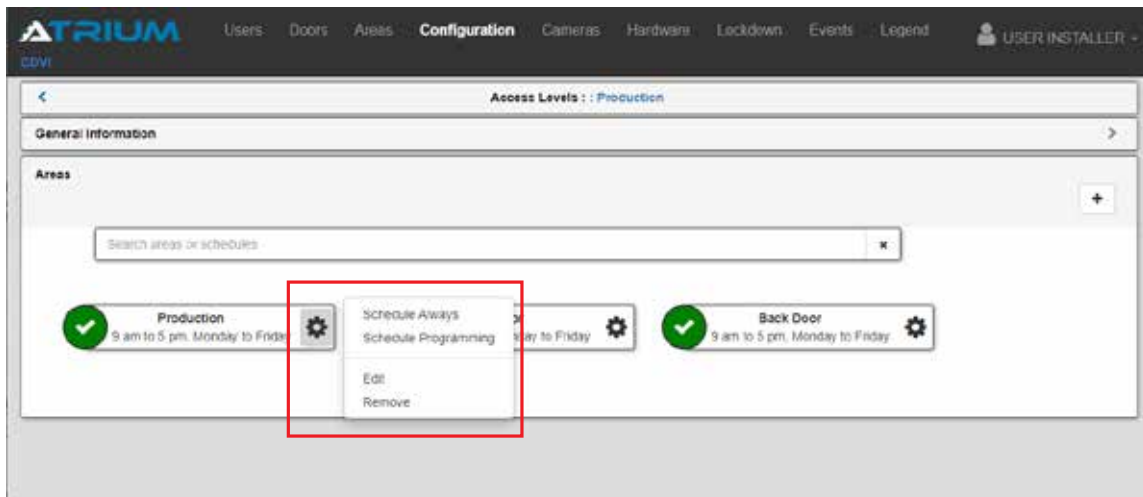 ATRIUM
CDVI
Users Doors Areas Configuration Cameras Hardware Lockdown Events Legend USER INSTALLER
Access Levels : : Production
General Information
Areas
+
Search areas or schedules
Production
9 am to 5 pm, Monday to Friday
Schedule Always
Schedule Programming
Edit
Remove
to Friday
Back Door
9 am to 5 pm, Monday to Friday